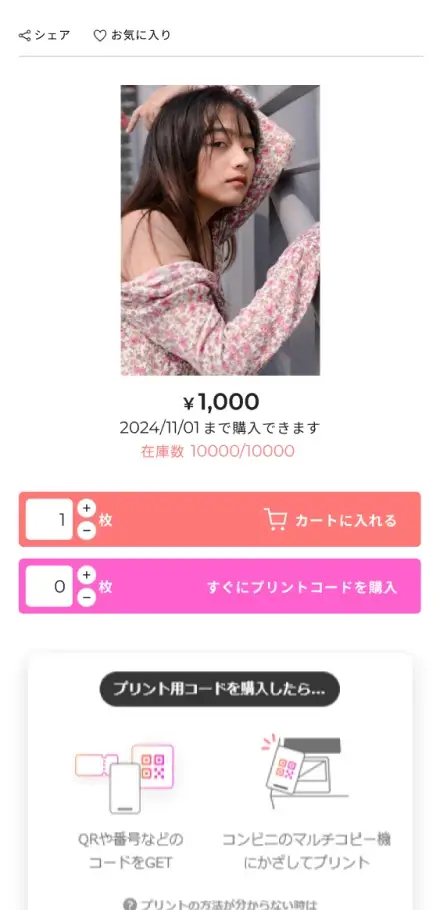 シェア
お気に入り
¥1,000
2024/11/01 まで購入できます
在庫数 10000/10000
1 + − 枚 カートに入れる
0 + − 枚 すぐにプリントコードを購入
プリント用コードを購入したら...
QRや番号などの
コードをGET
コンビニのマルチコピー機
にかざしてプリント
? プリントの方法が分からない時は